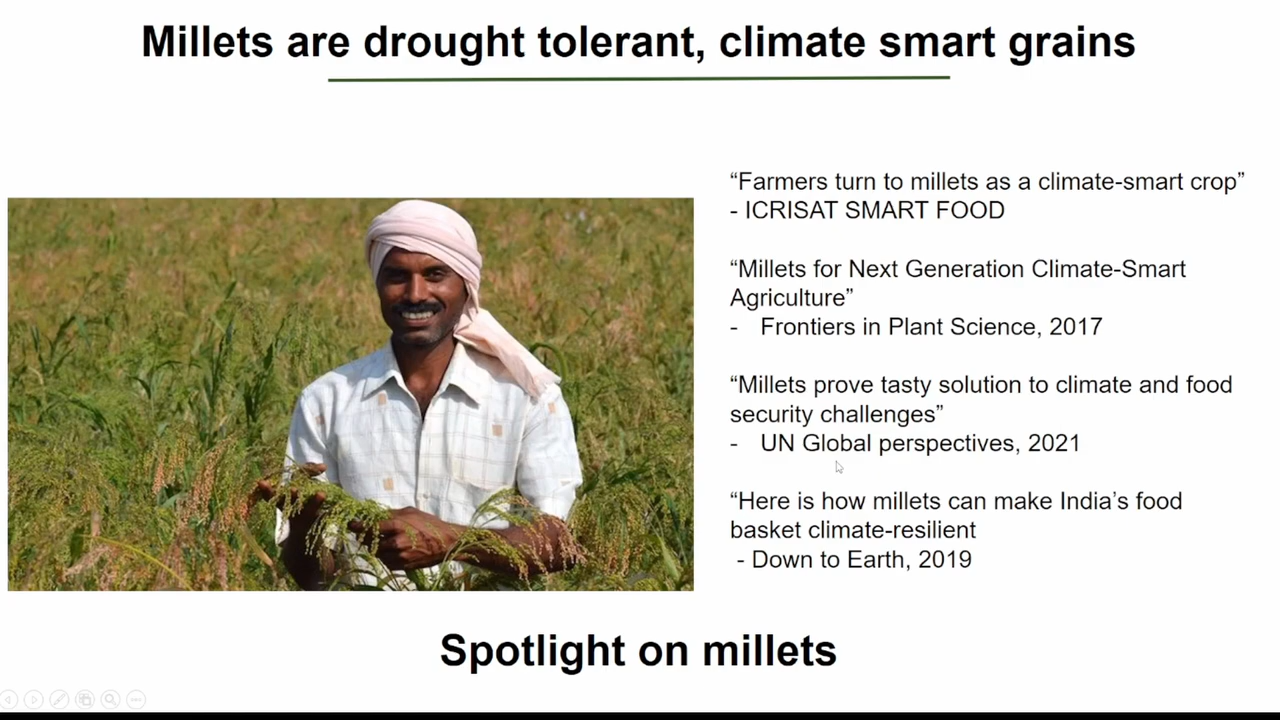 Millets are drought tolerant, climate smart grains
“Farmers turn to millets as a climate-smart crop”
- ICRISAT SMART FOOD
“Millets for Next Generation Climate-Smart
Agriculture”
- Frontiers in Plant Science, 2017
“Millets prove tasty solution to climate and food
security challenges”
- UN Global perspectives, 2021
“Here is how millets can make India’s food
basket climate-resilient
- Down to Earth, 2019
Spotlight on millets